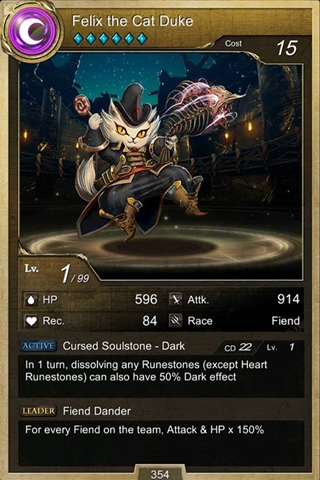 Felix the Cat Duke
Cost 15
Lv. 1/99
HP 596 Attk. 914
Rec. 84 Race Fiend
ACTIVE Cursed Soulstone - Dark CD 22 Lv. 1
In 1 turn, dissolving any Runestones (except Heart
Runestones) can also have 50% Dark effect
LEADER Fiend Dander
For every Fiend on the team, Attack & HP x 150%
354